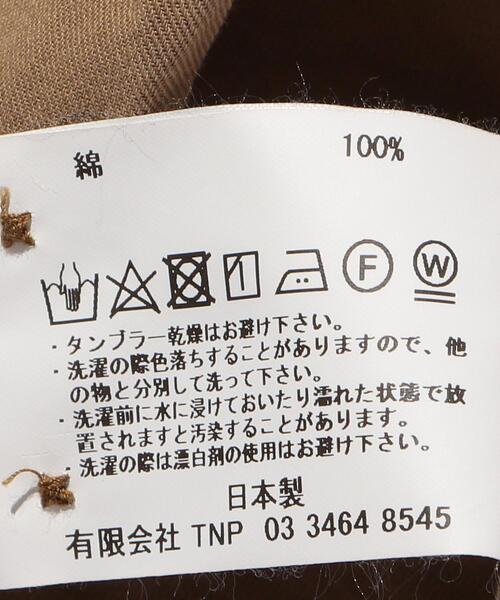 綿 100%
F W
・タンブラー乾燥はお避け下さい。
・洗濯の際色落ちすることがありますので、他
の物と分別して洗って下さい。
・洗濯前に水に浸けておいたり濡れた状態で放
置されますと汚染することがあります。
・洗濯の際は漂白剤の使用はお避け下さい。
日本製
有限会社 TNP 03 3464 8545